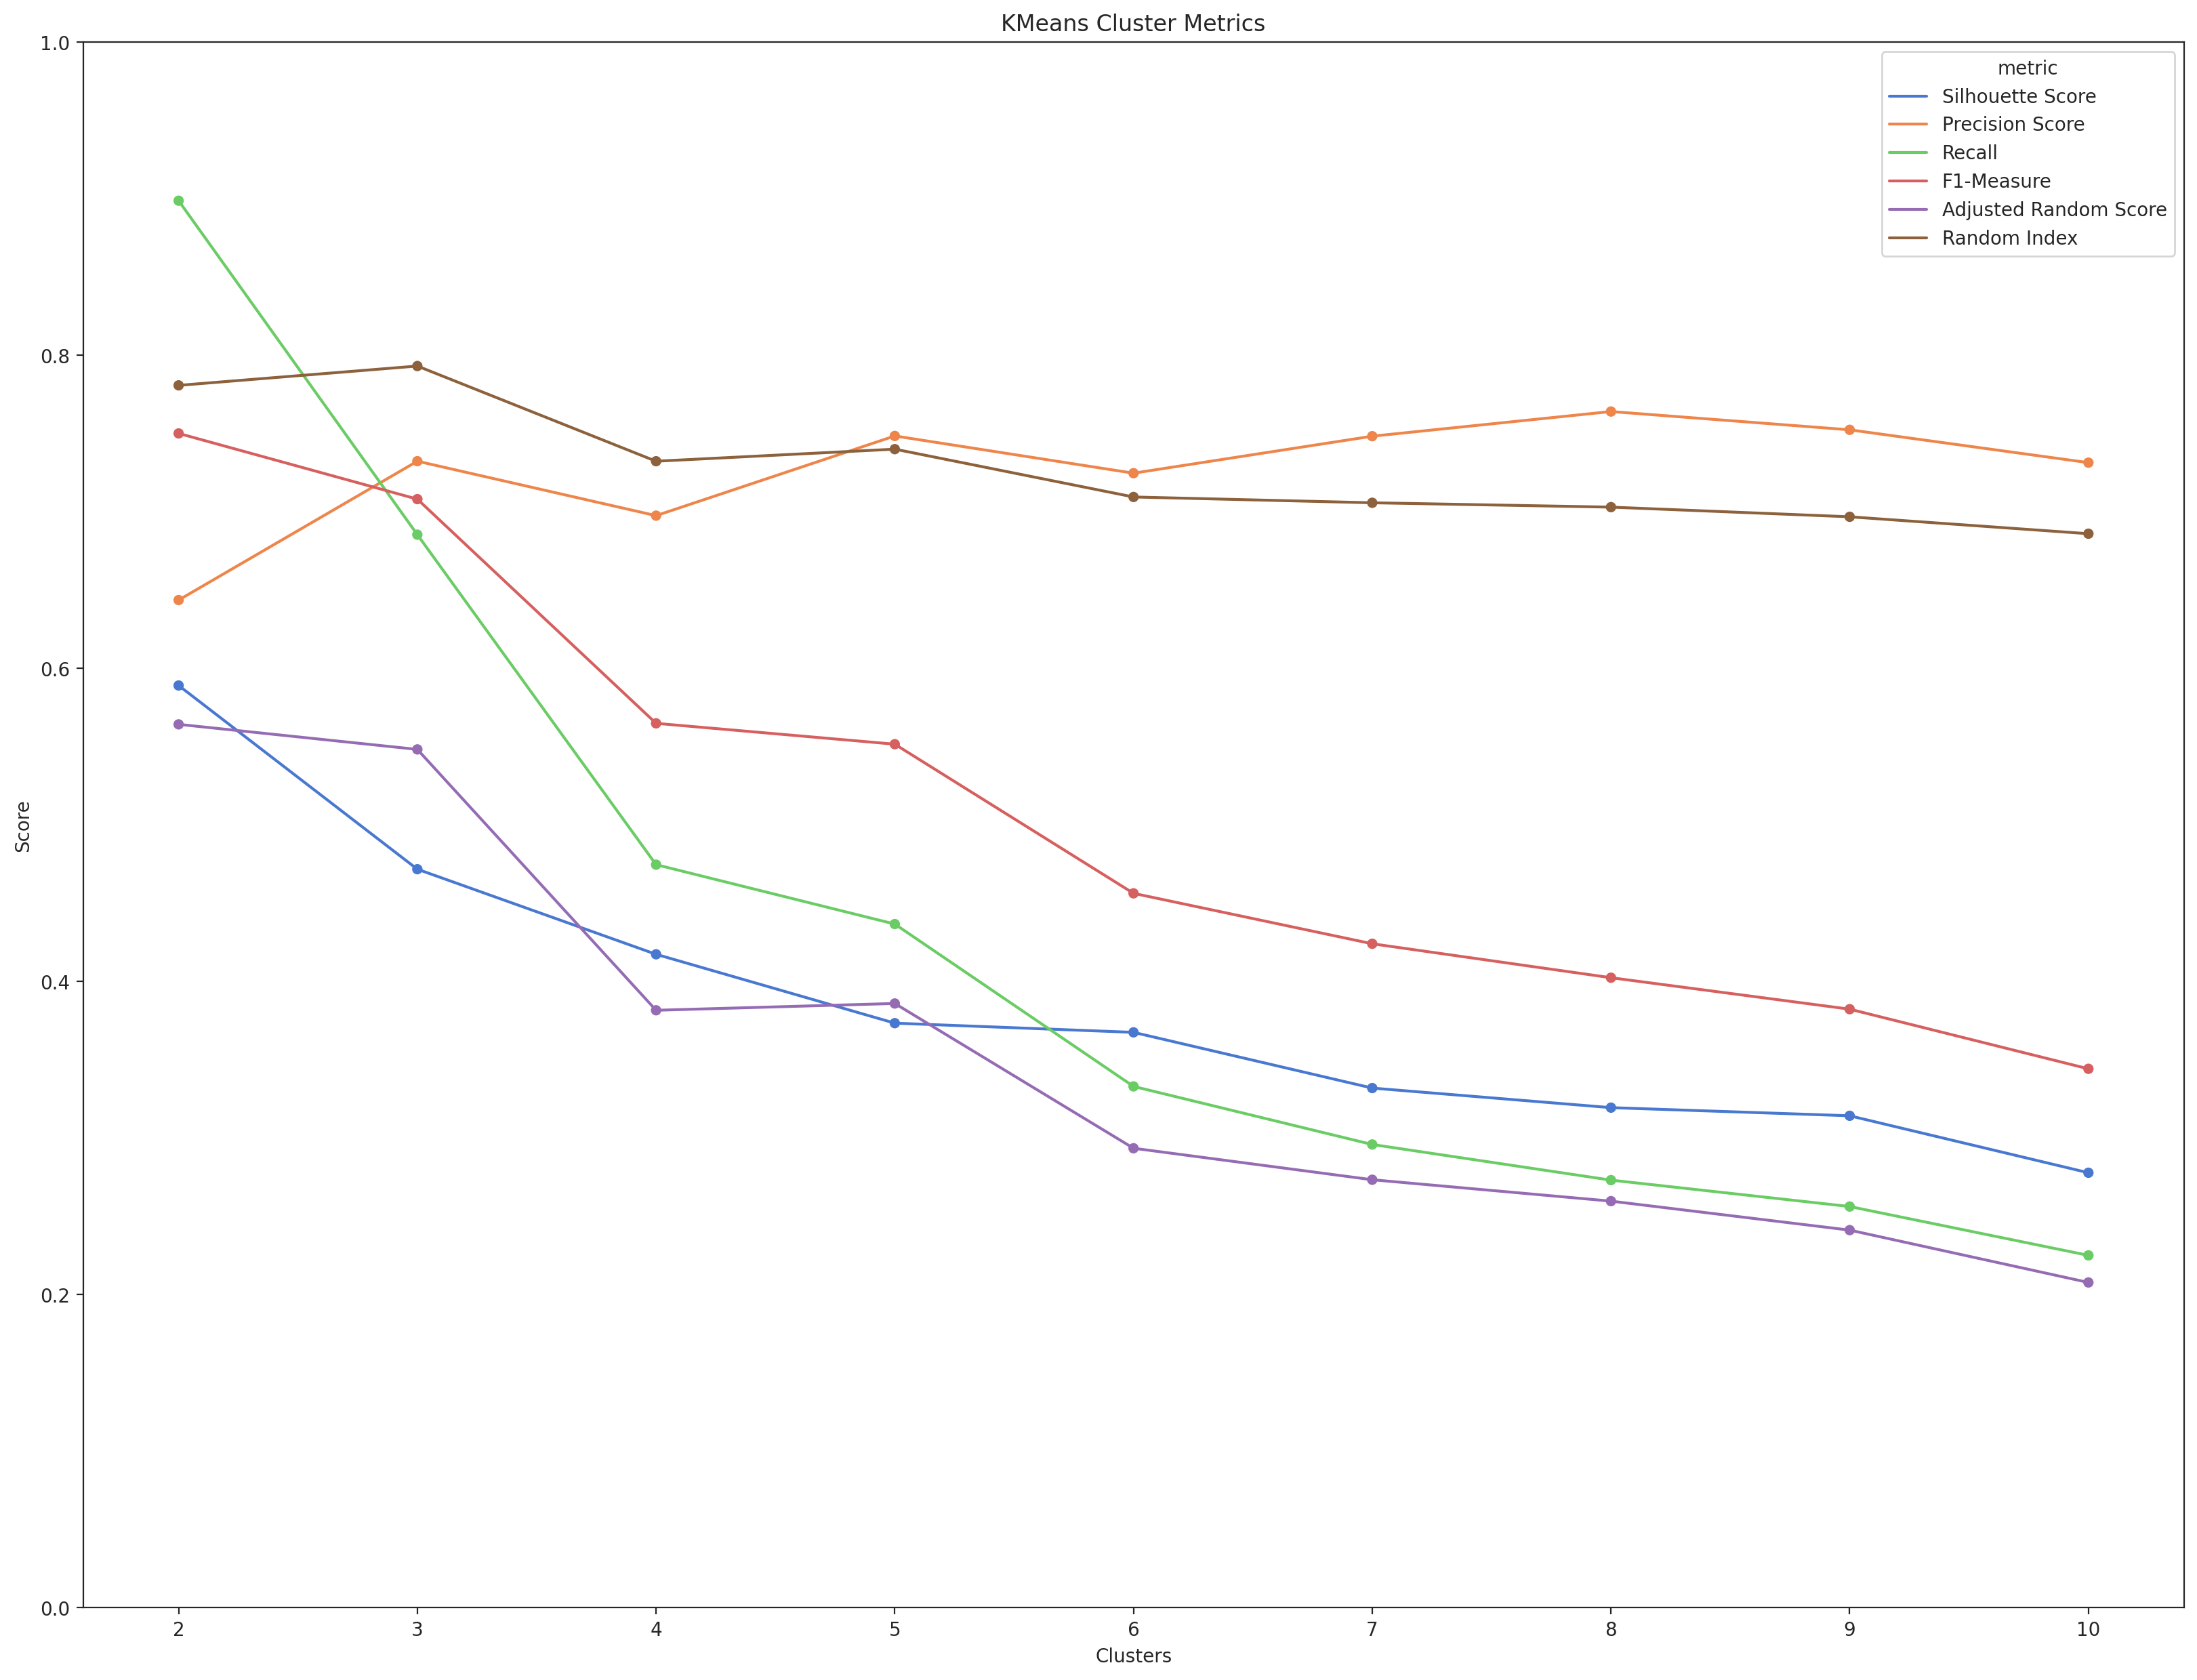 KMeans Cluster Metrics
metric
Silhouette Score
Precision Score
Recall
F1-Measure
Adjusted Random Score
Random Index
1.0
0.8
0.6
0.4
0.2
0.0
Score
2 3 4 5 6 7 8 9 10
Clusters